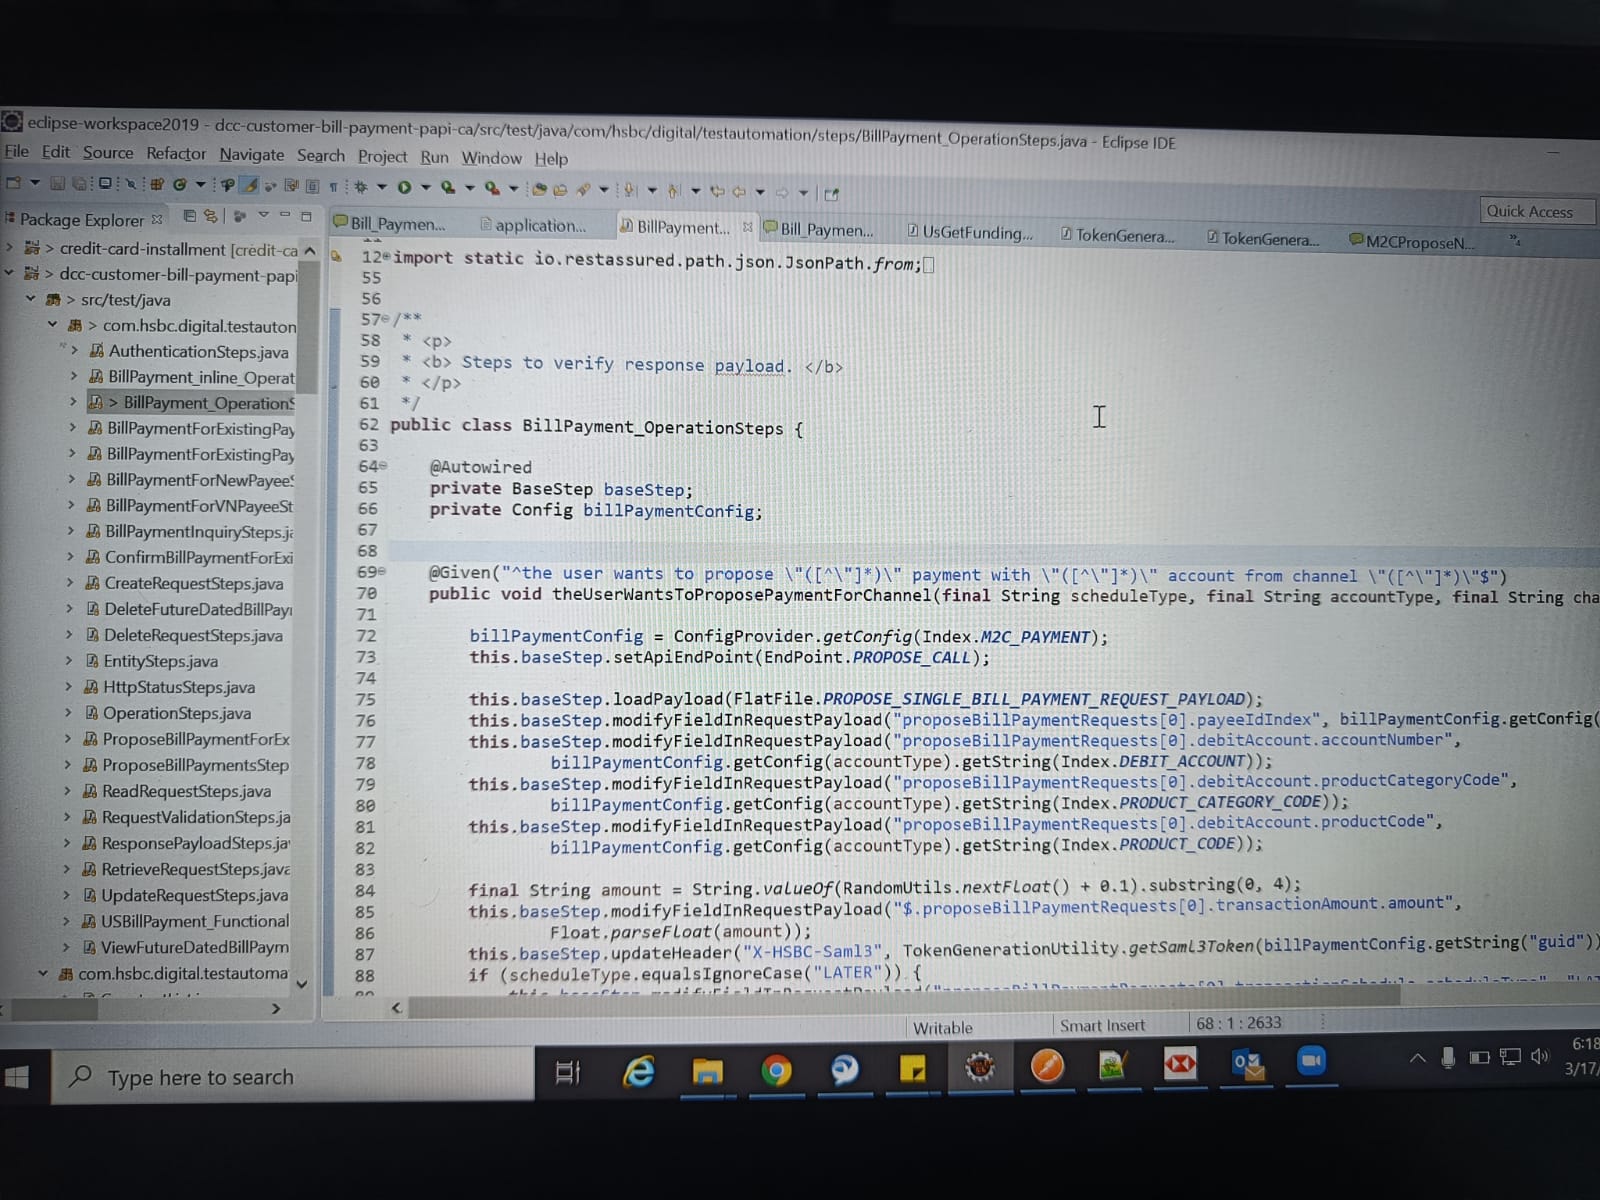 eclipse-workspace2019 - dcc-customer-bill-payment-papi-ca/src/test/java/com/hsbc/digital/testautomation/steps/BillPayment_OperationSteps.java - Eclipse IDE
File Edit Source Refactor Navigate Search Project Run Window Help
Quick Access
Package Explorer
Bill_Paymen... application... BillPayment... Bill_Paymen... UsGetFunding... TokenGenera... TokenGenera... M2CProposeN... »4
> credit-card-installment [credit-ca
> dcc-customer-bill-payment-papi
> src/test/java
> com.hsbc.digital.testauton
AuthenticationSteps.java
BillPayment_inline_Operat
> BillPayment_OperationS
BillPaymentForExistingPay
BillPaymentForExistingPay
BillPaymentForNewPayeeS
BillPaymentForVNPayeeSt
BillPaymentInquirySteps.ja
ConfirmBillPaymentForExi
CreateRequestSteps.java
DeleteFutureDatedBillPay
DeleteRequestSteps.java
EntitySteps.java
HttpStatusSteps.java
OperationSteps.java
ProposeBillPaymentForEx
ProposeBillPaymentsStep
ReadRequestSteps.java
RequestValidationSteps.ja
ResponsePayloadSteps.ja
RetrieveRequestSteps.java
UpdateRequestSteps.java
USBillPayment_Functional
ViewFutureDatedBillPaym
com.hsbc.digital.testautoma
12 import static io.restassured.path.json.JsonPath.from;
55
56
57 /**
58 * <p>
59 * <b> Steps to verify response payload. </b>
60 * </p>
61 */
62 public class BillPayment_OperationSteps {
63
64 @Autowired
65 private BaseStep baseStep;
66 private Config billPaymentConfig;
67
68
69 @Given("^the user wants to propose \"([^\"]*)\" payment with \"([^\"]*)\" account from channel \"([^\"]*)\"$")
70 public void theUserWantsToProposePaymentForChannel(final String scheduleType, final String accountType, final String cha
71
72 billPaymentConfig = ConfigProvider.getConfig(Index.M2C_PAYMENT);
73 this.baseStep.setApiEndPoint(EndPoint.PROPOSE_CALL);
74
75 this.baseStep.loadPayload(FlatFile.PROPOSE_SINGLE_BILL_PAYMENT_REQUEST_PAYLOAD);
76 this.baseStep.modifyFieldInRequestPayload("proposeBillPaymentRequests[0].payeeIdIndex", billPaymentConfig.getConfig(
77 this.baseStep.modifyFieldInRequestPayload("proposeBillPaymentRequests[0].debitAccount.accountNumber",
78 billPaymentConfig.getConfig(accountType).getString(Index.DEBIT_ACCOUNT));
79 this.baseStep.modifyFieldInRequestPayload("proposeBillPaymentRequests[0].debitAccount.productCategoryCode",
80 billPaymentConfig.getConfig(accountType).getString(Index.PRODUCT_CATEGORY_CODE));
81 this.baseStep.modifyFieldInRequestPayload("proposeBillPaymentRequests[0].debitAccount.productCode",
82 billPaymentConfig.getConfig(accountType).getString(Index.PRODUCT_CODE));
83
84 final String amount = String.valueOf(RandomUtils.nextFloat() + 0.1).substring(0, 4);
85 this.baseStep.modifyFieldInRequestPayload("$.proposeBillPaymentRequests[0].transactionAmount.amount",
86 Float.parseFloat(amount));
87 this.baseStep.updateHeader("X-HSBC-Saml3", TokenGenerationUtility.getSaml3Token(billPaymentConfig.getString("guid"))
88 if (scheduleType.equalsIgnoreCase("LATER")) {
Writable Smart Insert 68 : 1 : 2633
Type here to search
6:18
3/17/